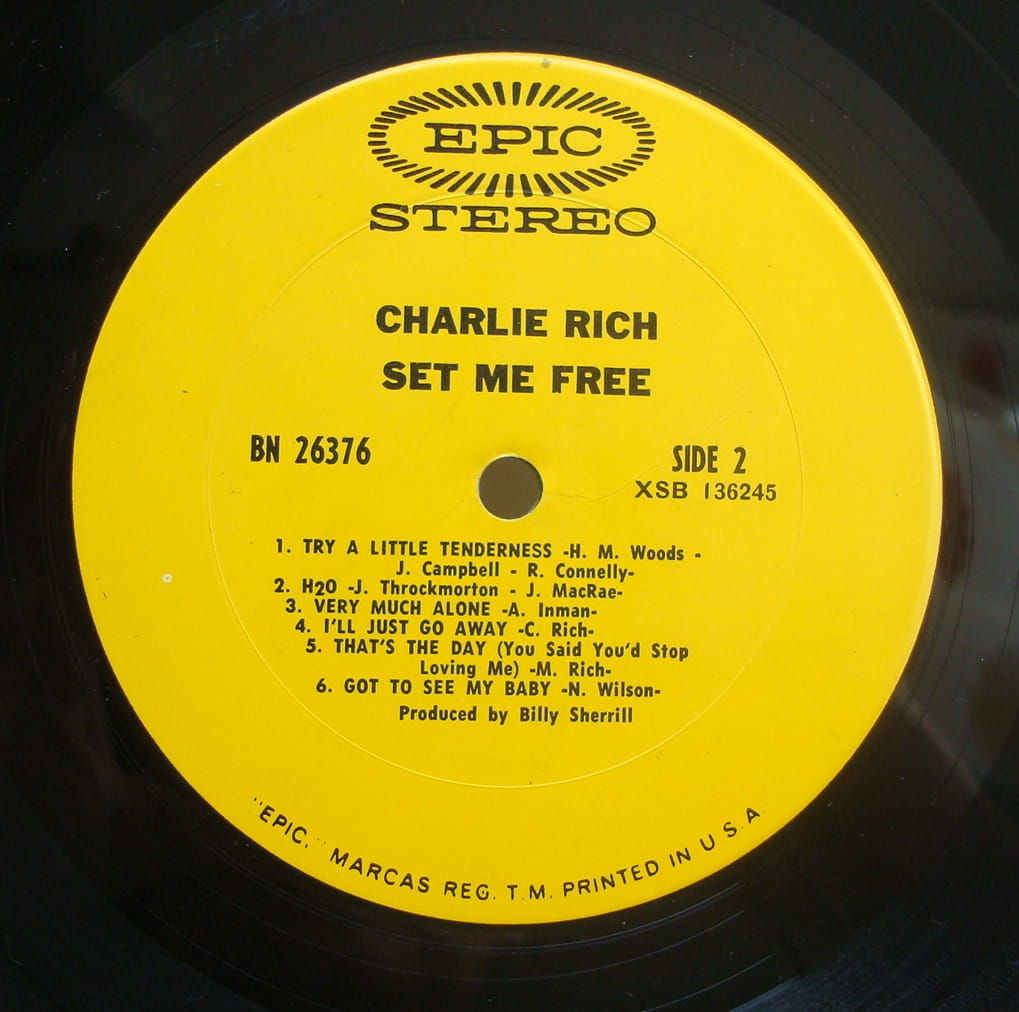 EPIC
STEREO
CHARLIE RICH
SET ME FREE
BN 26376
SIDE 2
XSB 136245
1. TRY A LITTLE TENDERNESS -H. M. Woods -
J. Campbell - R. Connelly-
2. H2O -J. Throckmorton - J. MacRae-
3. VERY MUCH ALONE -A. Inman-
4. I'LL JUST GO AWAY -C. Rich-
5. THAT'S THE DAY (You Said You'd Stop
Loving Me) -M. Rich-
6. GOT TO SEE MY BABY -N. Wilson-
Produced by Billy Sherrill
"EPIC," MARCAS REG. T.M. PRINTED IN U.S.A.